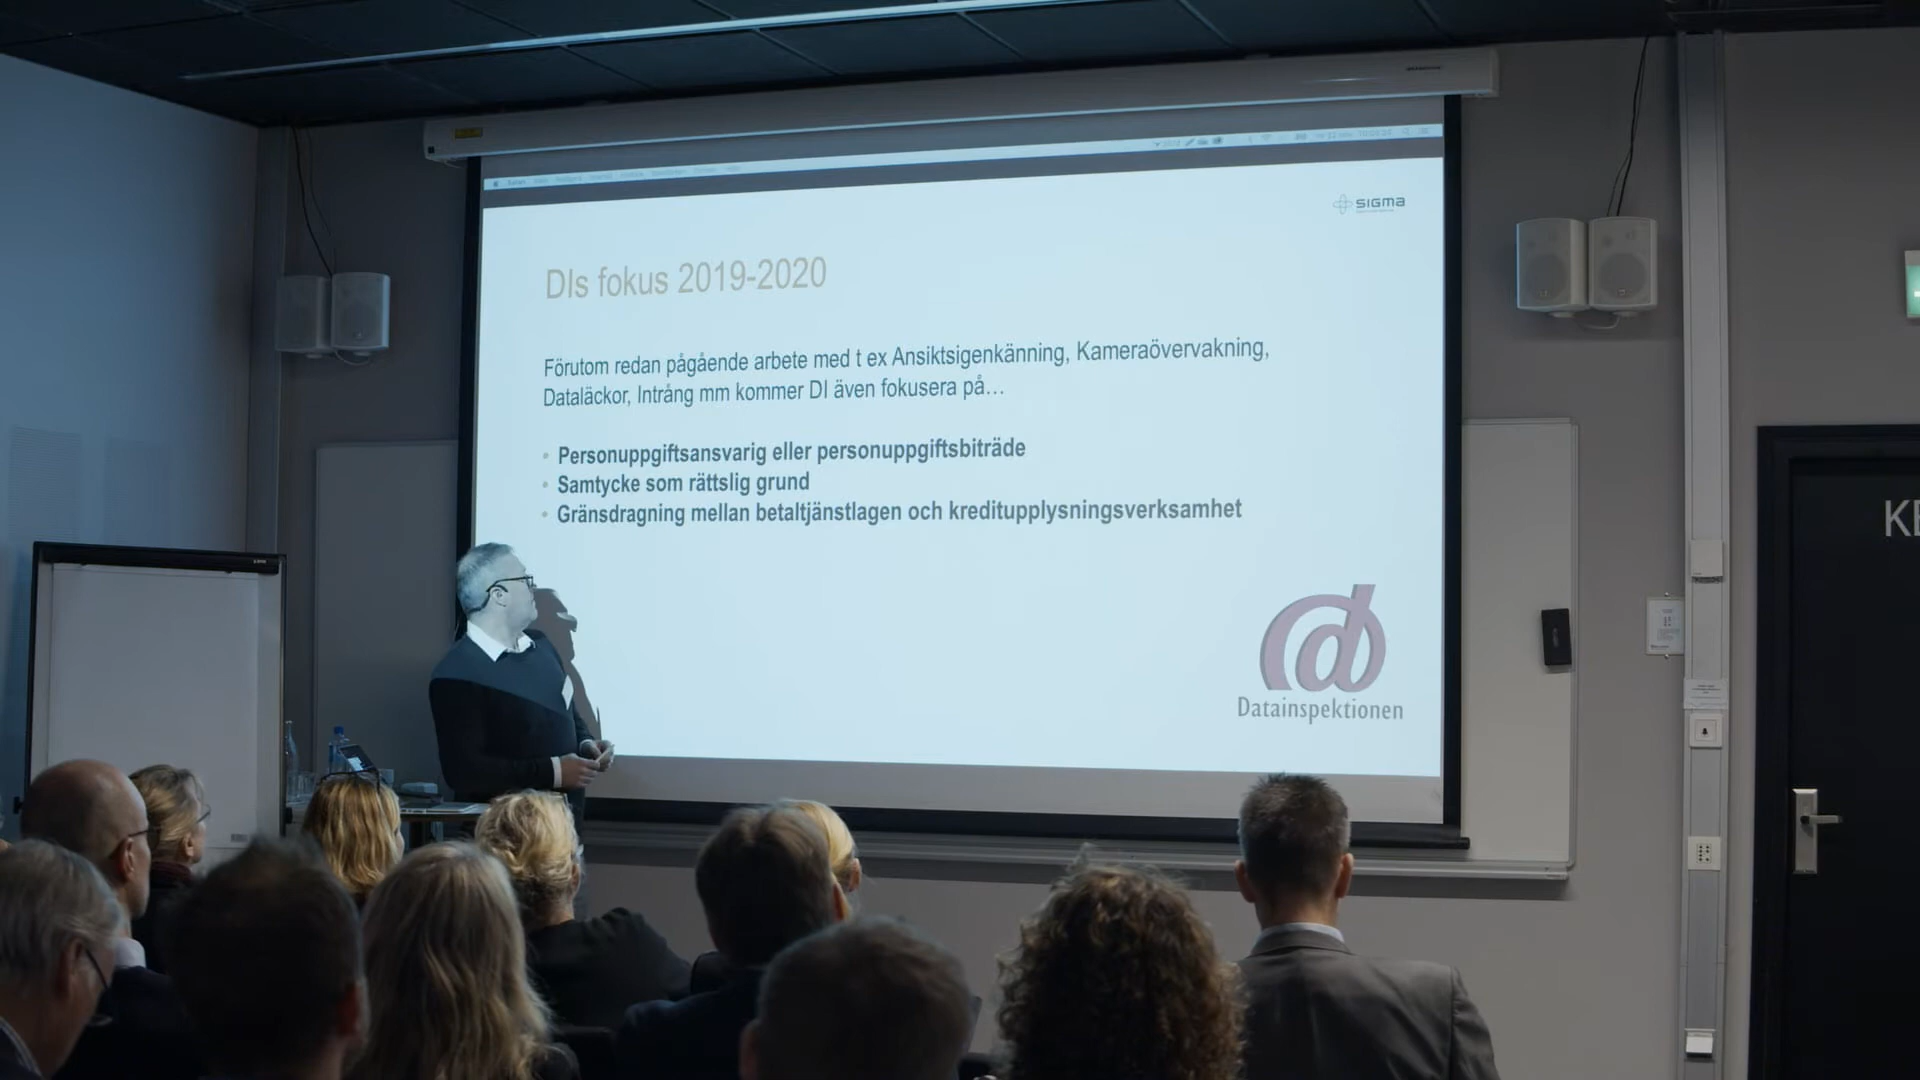 SIGMA
DIs fokus 2019-2020
Förutom redan pågående arbete med t ex Ansiktsigenkänning, Kameraövervakning,
Dataläckor, Intrång mm kommer DI även fokusera på…
• Personuppgiftsansvarig eller personuppgiftsbiträde
• Samtycke som rättslig grund
• Gränsdragning mellan betaltjänstlagen och kreditupplysningsverksamhet
Datainspektionen
KE